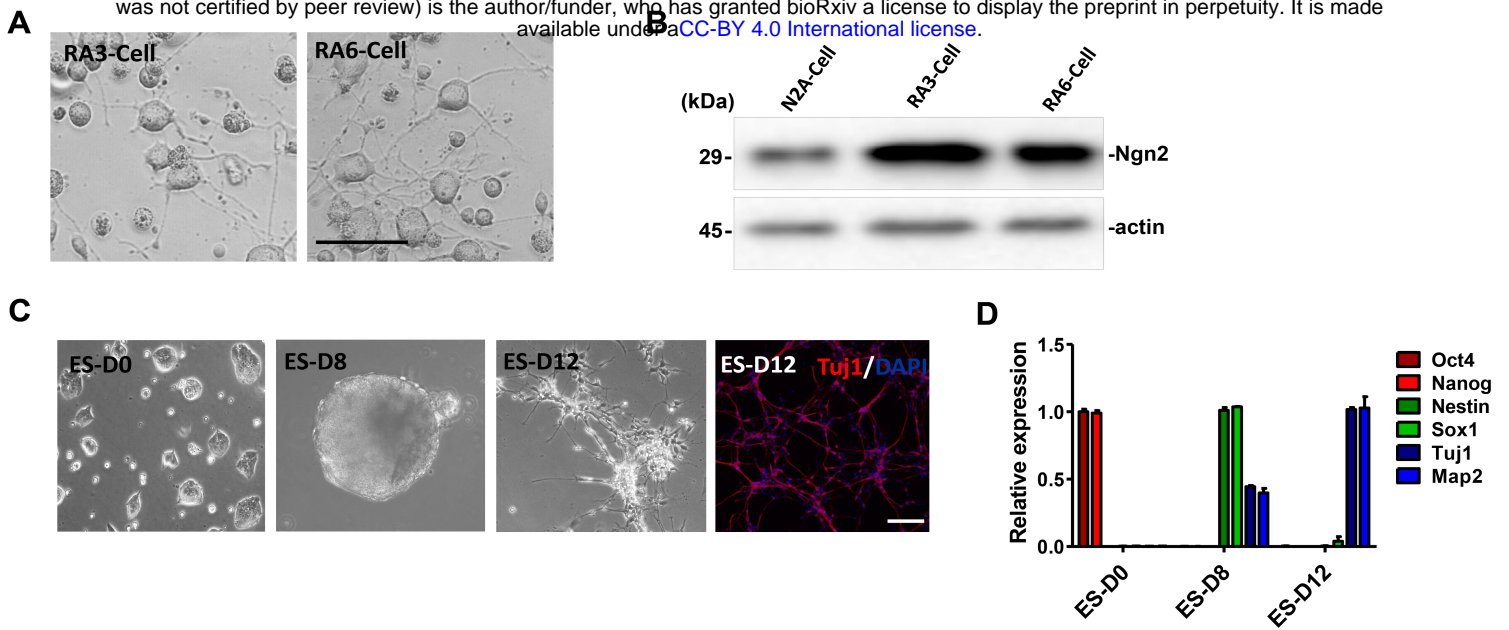 was not certified by peer review) is the author/funder, who has granted bioRxiv a license to display the preprint in perpetuity. It is made
available under aCC-BY 4.0 International license.
A
RA3-Cell
RA6-Cell
B
(kDa)
N2A-Cell
RA3-Cell
RA6-Cell
29-
-Ngn2
45-
-actin
C
ES-D0
ES-D8
ES-D12
ES-D12 Tuj1/DAPI
D
Relative expression
1.5
1.0
0.5
0.0
ES-D0
ES-D8
ES-D12
Oct4
Nanog
Nestin
Sox1
Tuj1
Map2